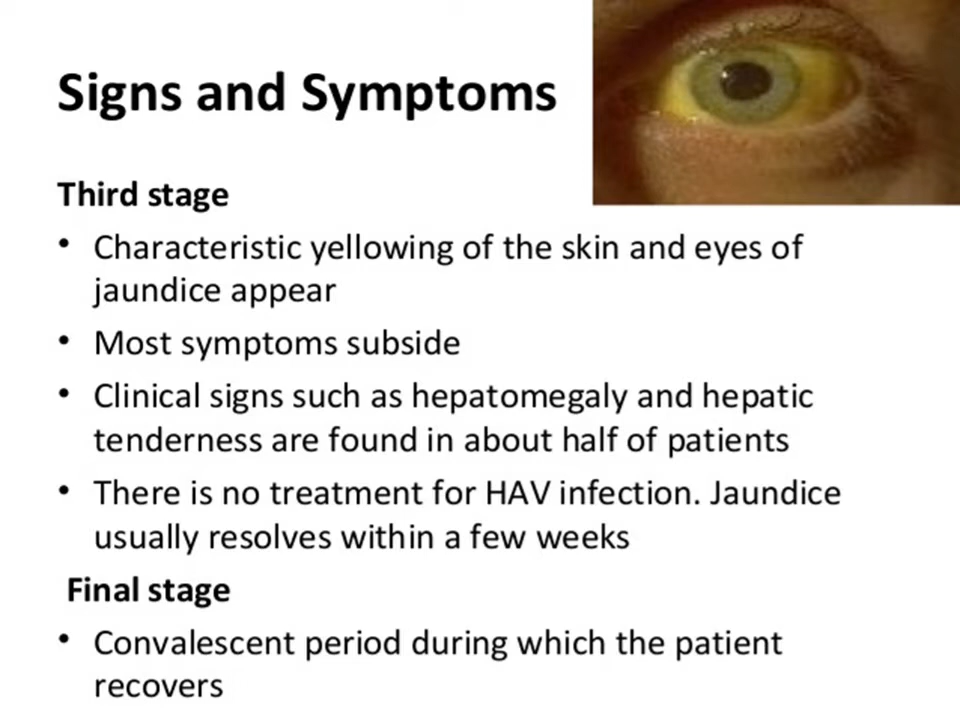 Signs and Symptoms
Third stage
• Characteristic yellowing of the skin and eyes of
jaundice appear
• Most symptoms subside
• Clinical signs such as hepatomegaly and hepatic
tenderness are found in about half of patients
• There is no treatment for HAV infection. Jaundice
usually resolves within a few weeks
Final stage
• Convalescent period during which the patient
recovers